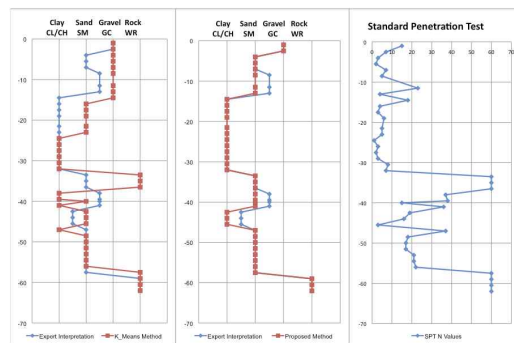 Clay Sand Gravel Rock
CL/CH SM GC WR
0
-10
-20
-30
-40
-50
-60
-70
Expert Interpretation K_Means Method
Clay Sand Gravel Rock
CL/CH SM GC WR
0
-10
-20
-30
-40
-50
-60
-70
Expert Interpretation Proposed Method
Standard Penetration Test
0 10 20 30 40 50 60 70
0
-10
-20
-30
-40
-50
-60
-70
SPT N Values